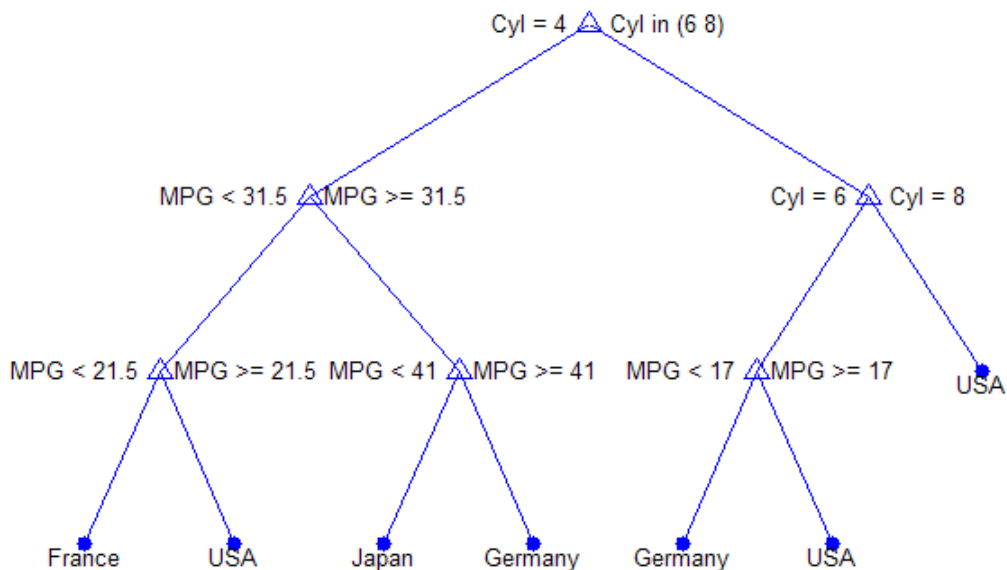 Cyl = 4 Cyl in (6 8)
MPG < 31.5 MPG >= 31.5 Cyl = 6 Cyl = 8
MPG < 21.5 MPG >= 21.5 MPG < 41 MPG >= 41 MPG < 17 MPG >= 17
USA
France USA Japan Germany Germany USA